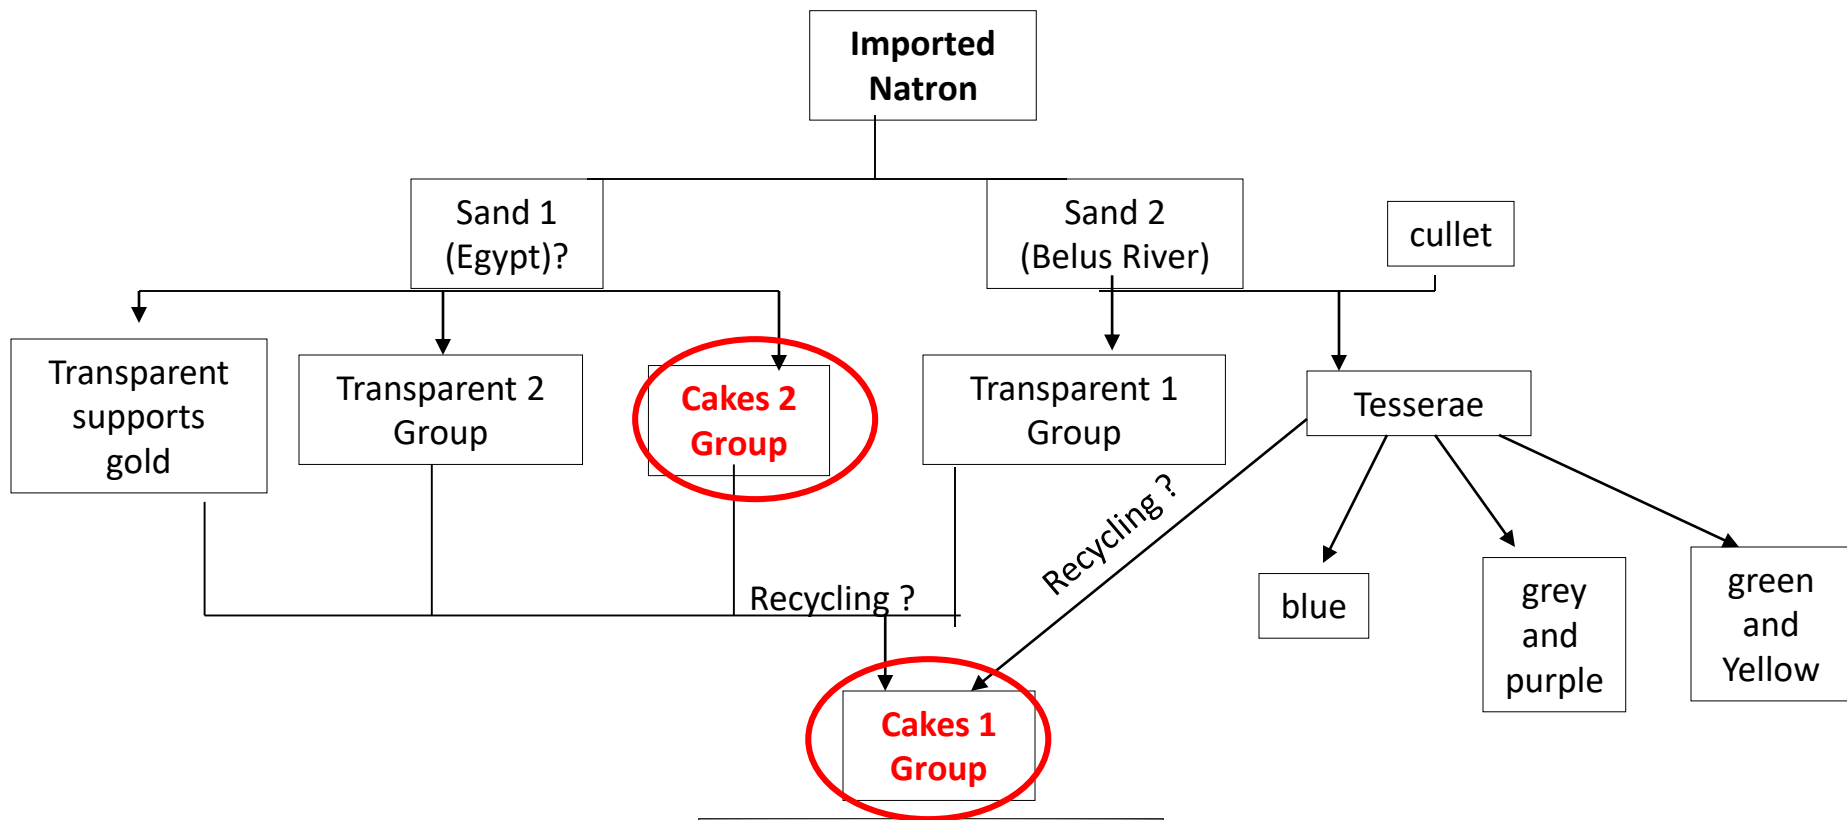 Imported
Natron
Sand 1
(Egypt)?
Sand 2
(Belus River)
cullet
Transparent
supports
gold
Transparent 2
Group
Cakes 2
Group
Transparent 1
Group
Tesserae
Recycling ?
Recycling ?
blue
grey
and
purple
green
and
Yellow
Cakes 1
Group